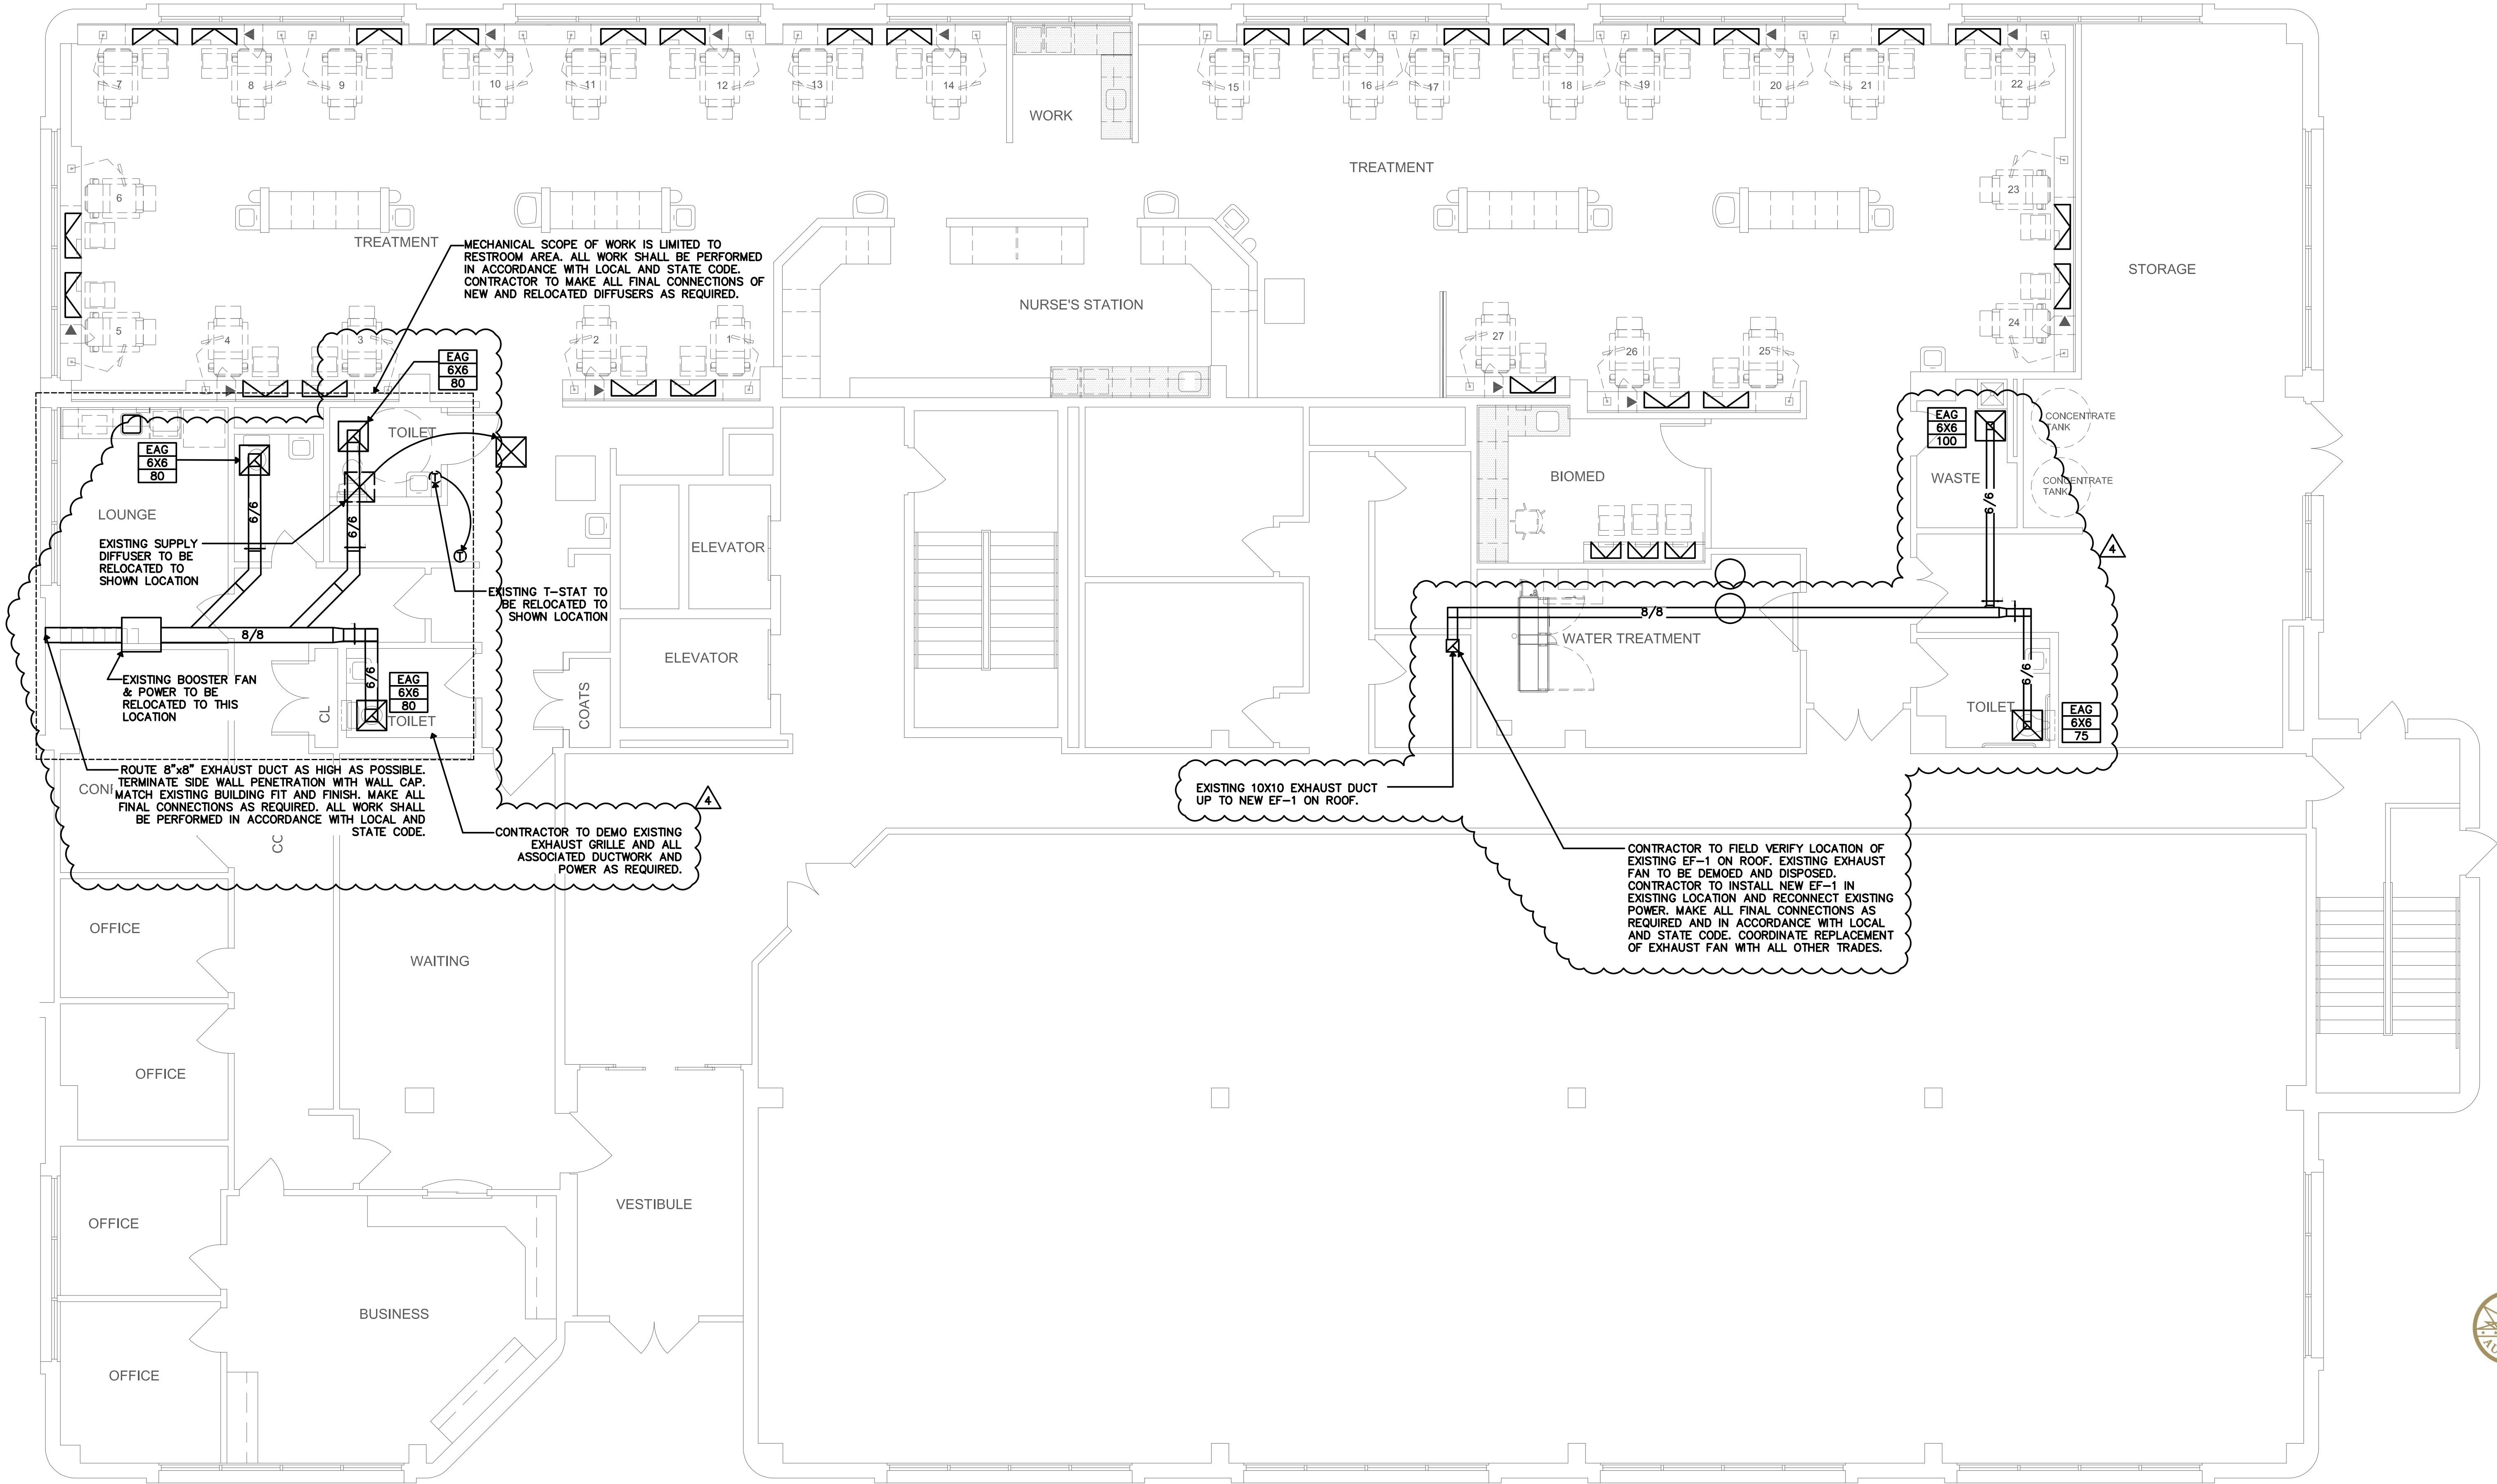 7
8
9
10
11
12
13
14
WORK
15
16
17
18
19
20
21
22
TREATMENT
6
23
TREATMENT
MECHANICAL SCOPE OF WORK IS LIMITED TO
RESTROOM AREA. ALL WORK SHALL BE PERFORMED
IN ACCORDANCE WITH LOCAL AND STATE CODE.
CONTRACTOR TO MAKE ALL FINAL CONNECTIONS OF
NEW AND RELOCATED DIFFUSERS AS REQUIRED.
STORAGE
NURSE'S STATION
5
4
3
2
1
27
26
25
24
EAG
6X6
80
TOILET
EAG
6X6
80
LOUNGE
6/6
6/6
EXISTING SUPPLY
DIFFUSER TO BE
RELOCATED TO
SHOWN LOCATION
T
T
EXISTING T-STAT TO
BE RELOCATED TO
SHOWN LOCATION
ELEVATOR
ELEVATOR
8/8
EXISTING BOOSTER FAN
& POWER TO BE
RELOCATED TO THIS
LOCATION
CL
6/6
EAG
6X6
80
TOILET
COATS
BIOMED
EAG
6X6
100
WASTE
CONCENTRATE
TANK
CONCENTRATE
TANK
6/6
4
8/8
WATER TREATMENT
6/6
TOILET
EAG
6X6
75
ROUTE 8"x8" EXHAUST DUCT AS HIGH AS POSSIBLE.
TERMINATE SIDE WALL PENETRATION WITH WALL CAP.
MATCH EXISTING BUILDING FIT AND FINISH. MAKE ALL
FINAL CONNECTIONS AS REQUIRED. ALL WORK SHALL
BE PERFORMED IN ACCORDANCE WITH LOCAL AND
STATE CODE.
4
CONTRACTOR TO DEMO EXISTING
EXHAUST GRILLE AND ALL
ASSOCIATED DUCTWORK AND
POWER AS REQUIRED.
EXISTING 10X10 EXHAUST DUCT
UP TO NEW EF-1 ON ROOF.
CONTRACTOR TO FIELD VERIFY LOCATION OF
EXISTING EF-1 ON ROOF. EXISTING EXHAUST
FAN TO BE DEMOED AND DISPOSED.
CONTRACTOR TO INSTALL NEW EF-1 IN
EXISTING LOCATION AND RECONNECT EXISTING
POWER. MAKE ALL FINAL CONNECTIONS AS
REQUIRED AND IN ACCORDANCE WITH LOCAL
AND STATE CODE. COORDINATE REPLACEMENT
OF EXHAUST FAN WITH ALL OTHER TRADES.
OFFICE
WAITING
OFFICE
OFFICE
VESTIBULE
BUSINESS
OFFICE